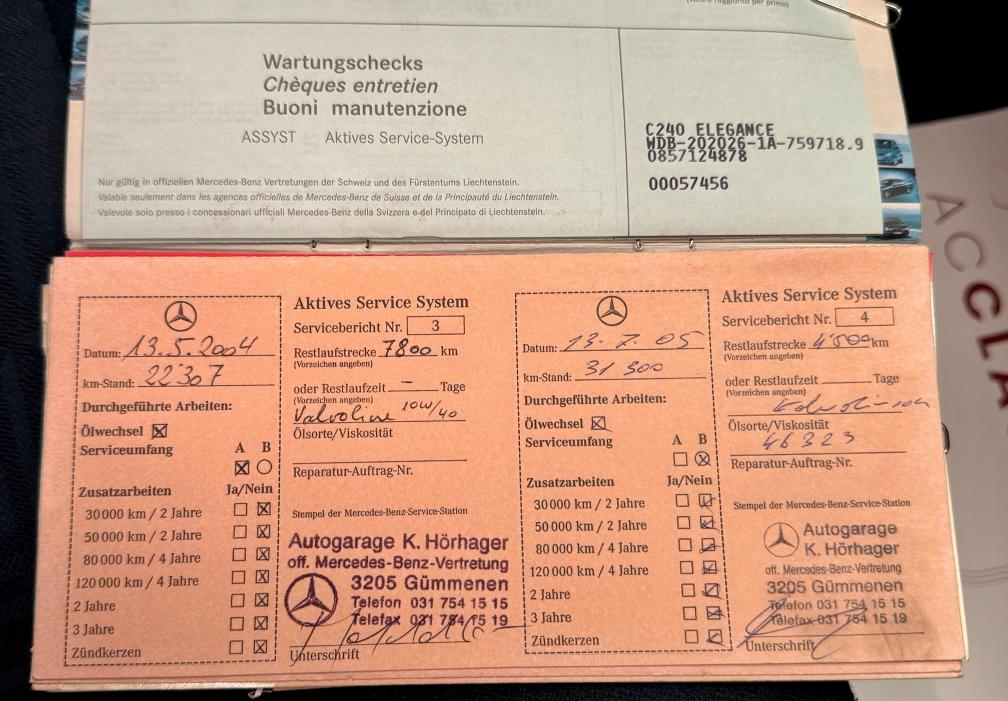 Wartungschecks
Chèques entretien
Buoni manutenzione
ASSYST Aktives Service-System
Nur gültig in offiziellen Mercedes-Benz Vertretungen der Schweiz und des Fürstentums Liechtenstein.
Valable seulement dans les agences officielles de Mercedes-Benz de Suisse et de la Principauté du Liechtenstein.
Valevole solo presso i concessionari ufficiali Mercedes-Benz della Svizzera e del Principato di Liechtenstein.
C240 ELEGANCE
WDB-202026-1A-759718.9
0857124878
00057456
Datum: 13.5.2004
km-Stand: 22'307
Durchgeführte Arbeiten:
Ölwechsel
Serviceumfang A B
Zusatzarbeiten Ja/Nein
30 000 km / 2 Jahre
50 000 km / 2 Jahre
80 000 km / 4 Jahre
120 000 km / 4 Jahre
2 Jahre
3 Jahre
Zündkerzen
Aktives Service System
Servicebericht Nr. 3
Restlaufstrecke 7800 km
(Vorzeichen angeben)
oder Restlaufzeit — Tage
(Vorzeichen angeben)
Valvoline 10W/40
Ölsorte/Viskosität
Reparatur-Auftrag-Nr.
Stempel der Mercedes-Benz-Service-Station
Autogarage K. Hörhager
off. Mercedes-Benz-Vertretung
3205 Gümmenen
Telefon 031 754 15 15
Telefax 031 754 15 19
Unterschrift
Datum: 13.7.05
km-Stand: 31 300
Durchgeführte Arbeiten:
Ölwechsel
Serviceumfang A B
Zusatzarbeiten Ja/Nein
30 000 km / 2 Jahre
50 000 km / 2 Jahre
80 000 km / 4 Jahre
120 000 km / 4 Jahre
2 Jahre
3 Jahre
Zündkerzen
Aktives Service System
Servicebericht Nr. 4
Restlaufstrecke km
(Vorzeichen angeben)
oder Restlaufzeit Tage
(Vorzeichen angeben)
Ölsorte/Viskosität
46323
Reparatur-Auftrag-Nr.
Stempel der Mercedes-Benz-Service-Station
Autogarage
K. Hörhager
off. Mercedes-Benz-Vertretung
3205 Gümmenen
Telefon 031 754 15 15
Telefax 031 754 15 19
Unterschrift